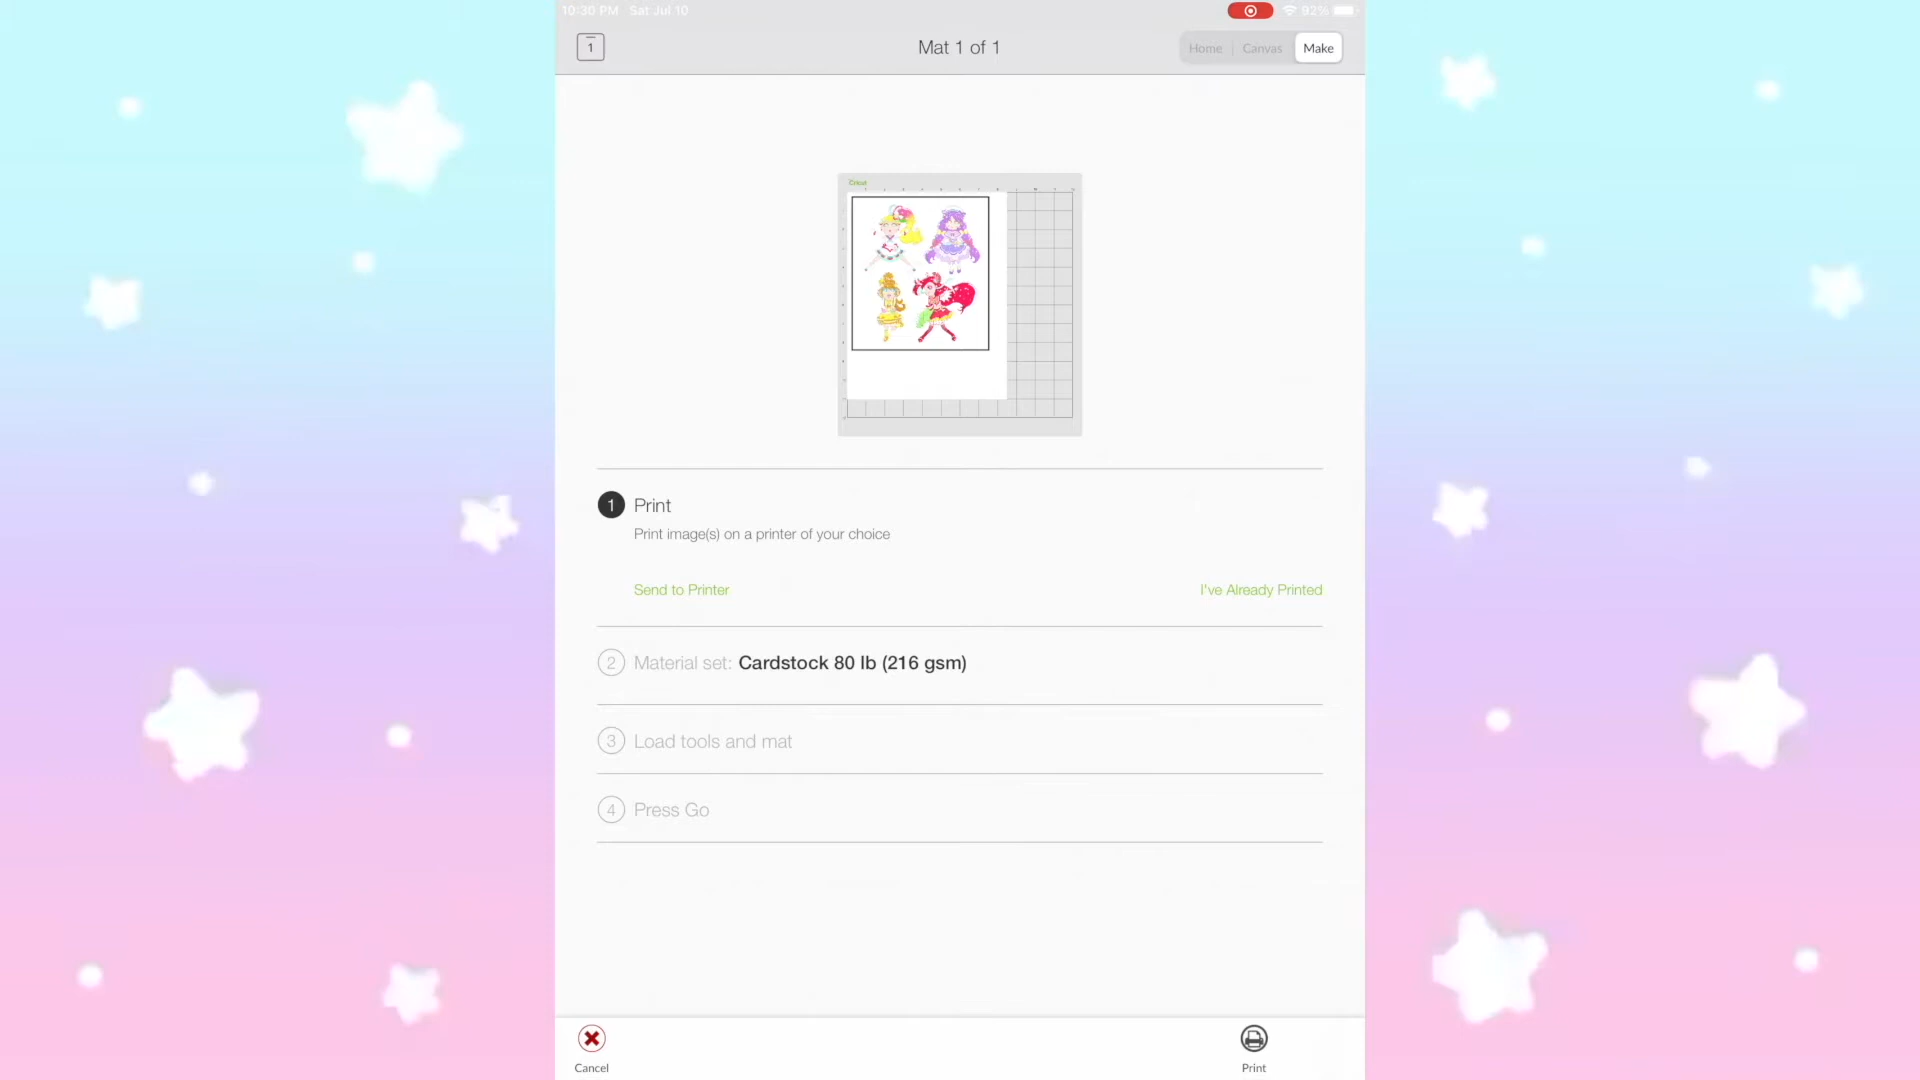 10:30 PM Sat Jul 10
92%
1
Mat 1 of 1
Home
Canvas
Make
Cricut
1 Print
Print image(s) on a printer of your choice
Send to Printer
I've Already Printed
2 Material set: Cardstock 80 lb (216 gsm)
3 Load tools and mat
4 Press Go
Cancel
Print